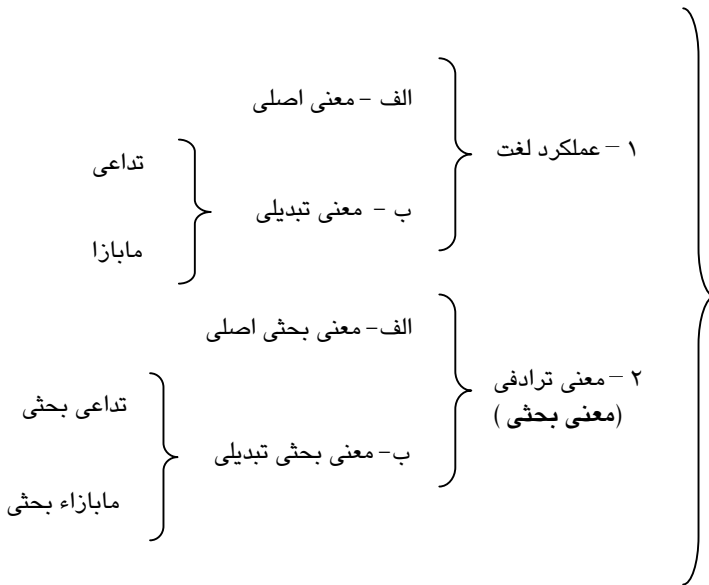 ۱ – عملکرد لغت
الف – معنی اصلی
ب – معنی تبدیلی
تداعی
مابازا
۲ – معنی ترادفی
(معنی بحثی)
الف– معنی بحثی اصلی
ب– معنی بحثی تبدیلی
تداعی بحثی
مابازاء بحثی